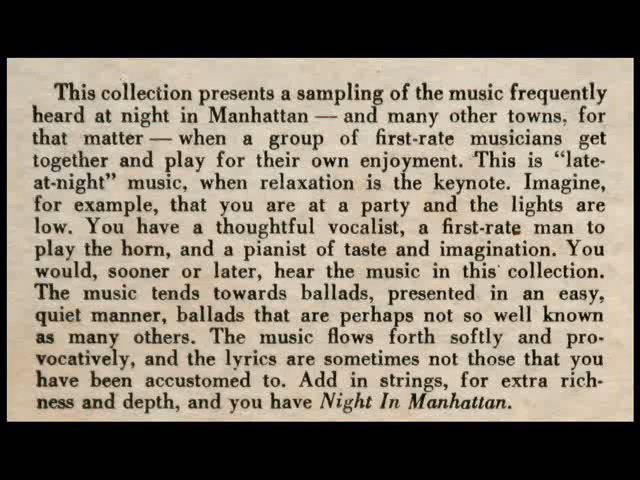 This collection presents a sampling of the music frequently
heard at night in Manhattan — and many other towns, for
that matter — when a group of first-rate musicians get
together and play for their own enjoyment. This is “late-
at-night” music, when relaxation is the keynote. Imagine,
for example, that you are at a party and the lights are
low. You have a thoughtful vocalist, a first-rate man to
play the horn, and a pianist of taste and imagination. You
would, sooner or later, hear the music in this collection.
The music tends towards ballads, presented in an easy,
quiet manner, ballads that are perhaps not so well known
as many others. The music flows forth softly and pro-
vocatively, and the lyrics are sometimes not those that you
have been accustomed to. Add in strings, for extra rich-
ness and depth, and you have Night In Manhattan.